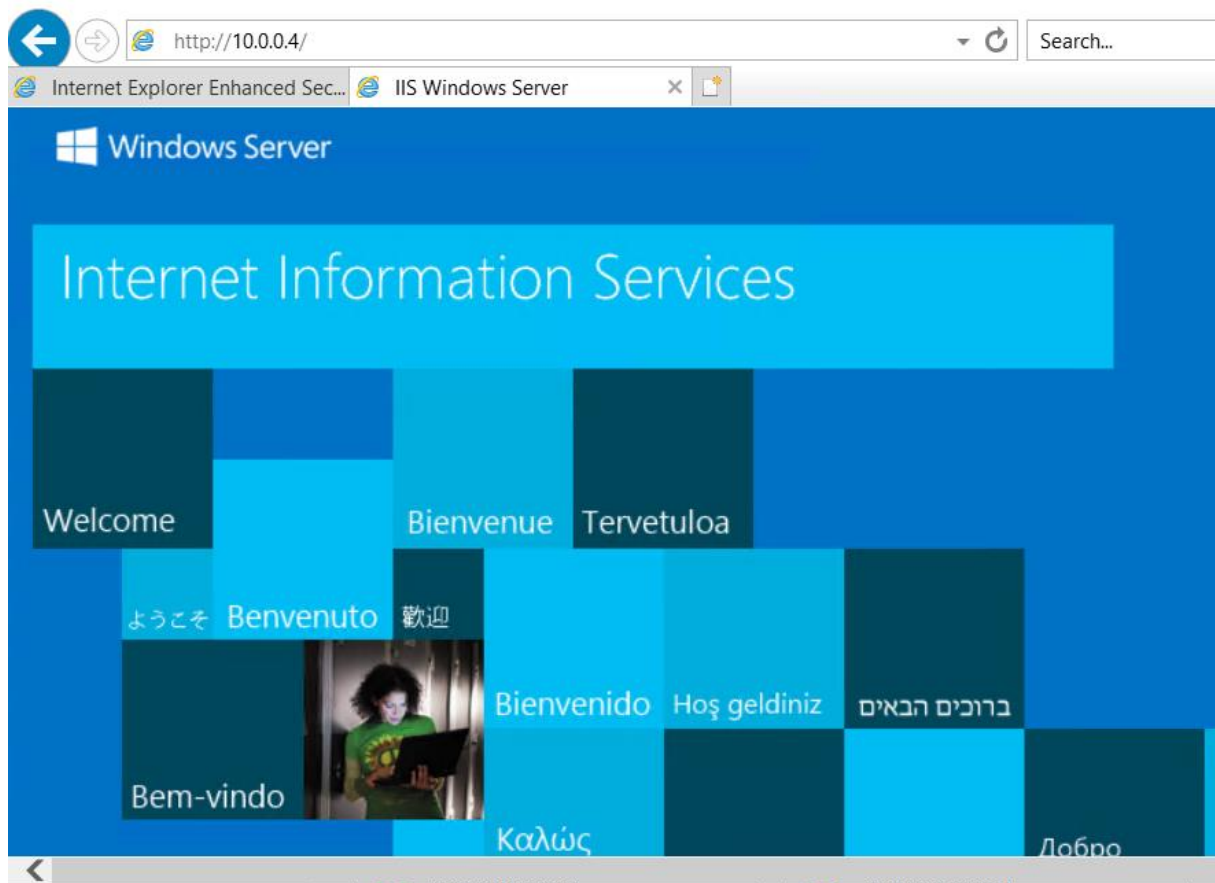 http://10.0.0.4/
Search...
Internet Explorer Enhanced Sec...
IIS Windows Server
Windows Server
Internet Information Services
Welcome
Bienvenue
Tervetuloa
ようこそ
Benvenuto
歡迎
Bienvenido
Hoş geldiniz
ברוכים הבאים
Bem-vindo
Καλώς
Добро